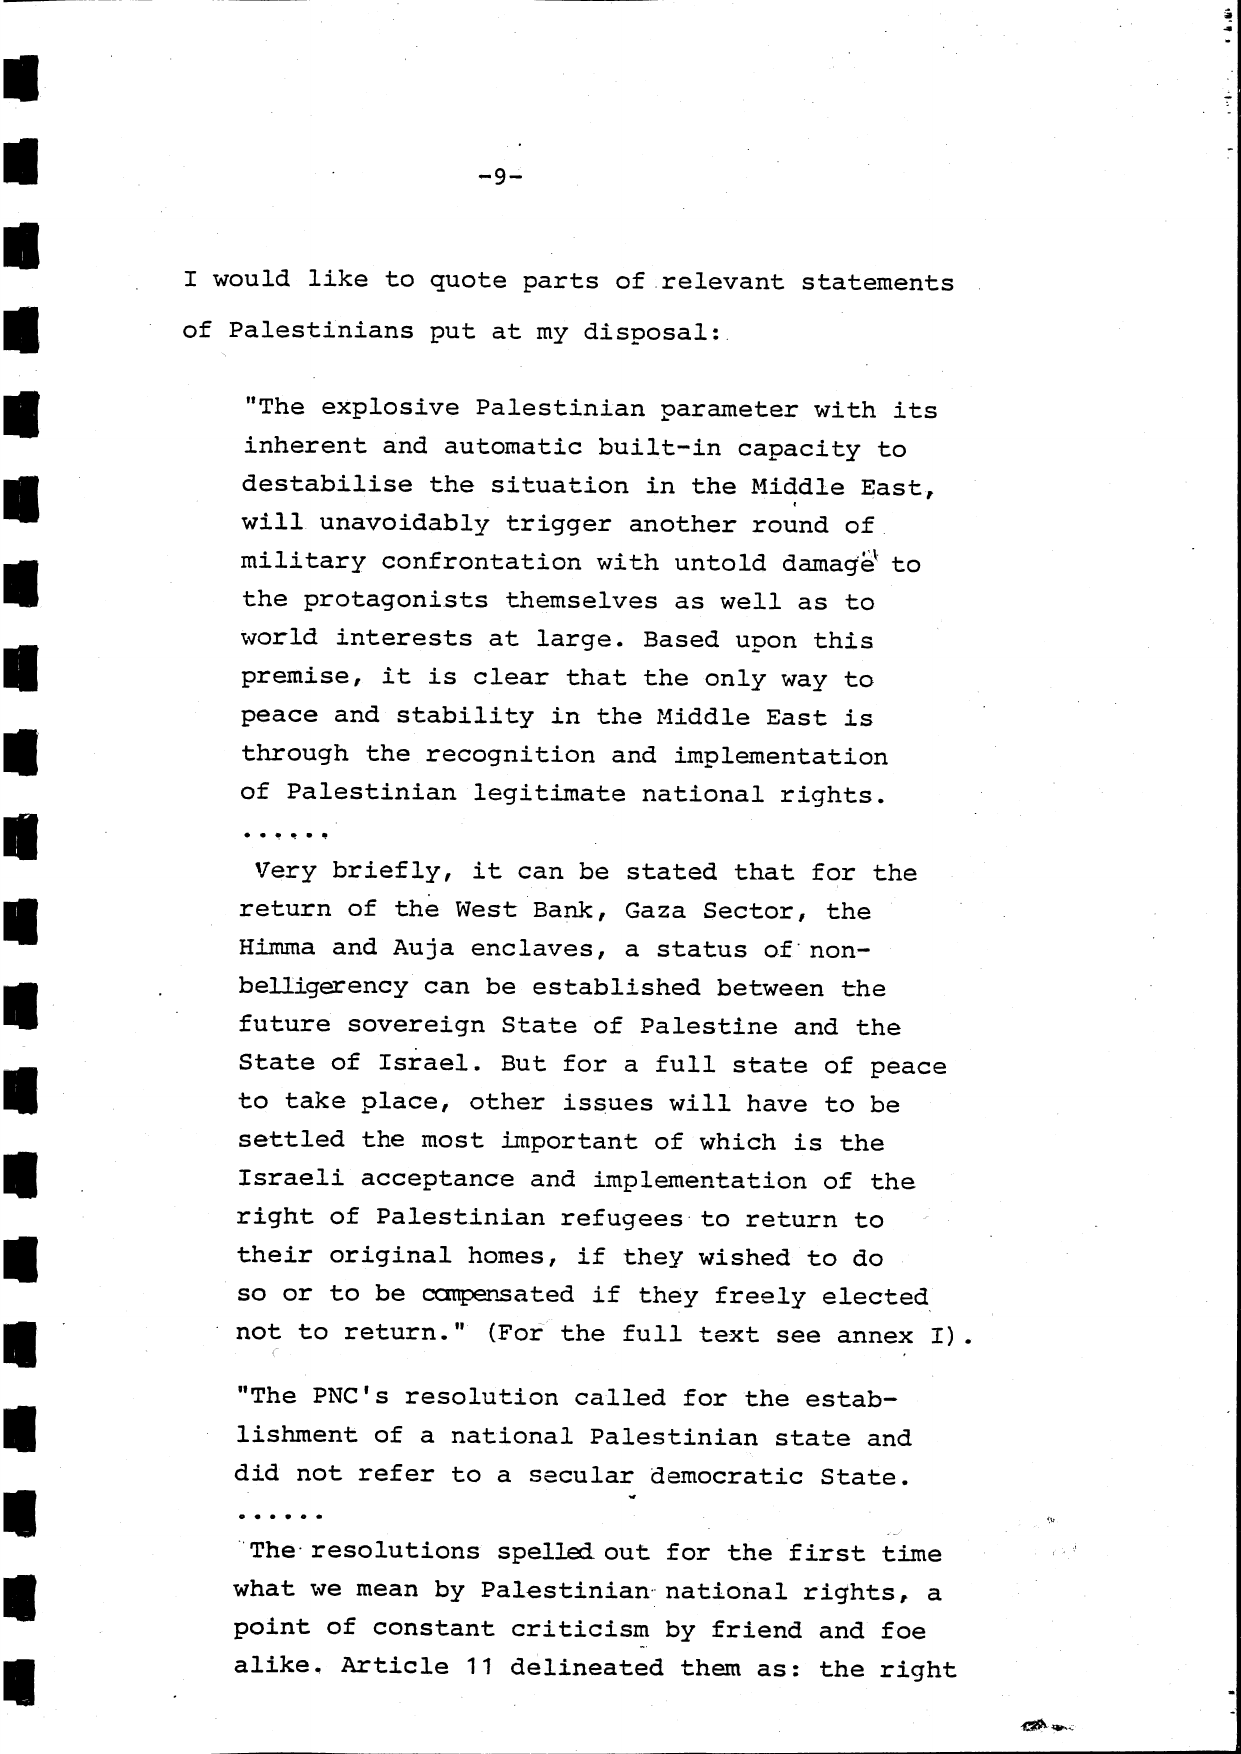 -9-
I would like to quote parts of relevant statements
of Palestinians put at my disposal:
"The explosive Palestinian parameter with its
inherent and automatic built-in capacity to
destabilise the situation in the Middle East,
will unavoidably trigger another round of
military confrontation with untold damage to
the protagonists themselves as well as to
world interests at large. Based upon this
premise, it is clear that the only way to
peace and stability in the Middle East is
through the recognition and implementation
of Palestinian legitimate national rights.
......
Very briefly, it can be stated that for the
return of the West Bank, Gaza Sector, the
Himma and Auja enclaves, a status of non-
belligerency can be established between the
future sovereign State of Palestine and the
State of Israel. But for a full state of peace
to take place, other issues will have to be
settled the most important of which is the
Israeli acceptance and implementation of the
right of Palestinian refugees to return to
their original homes, if they wished to do
so or to be compensated if they freely elected
not to return." (For the full text see annex I).
"The PNC's resolution called for the estab-
lishment of a national Palestinian state and
did not refer to a secular democratic State.
......
The resolutions spelled out for the first time
what we mean by Palestinian national rights, a
point of constant criticism by friend and foe
alike. Article 11 delineated them as: the right